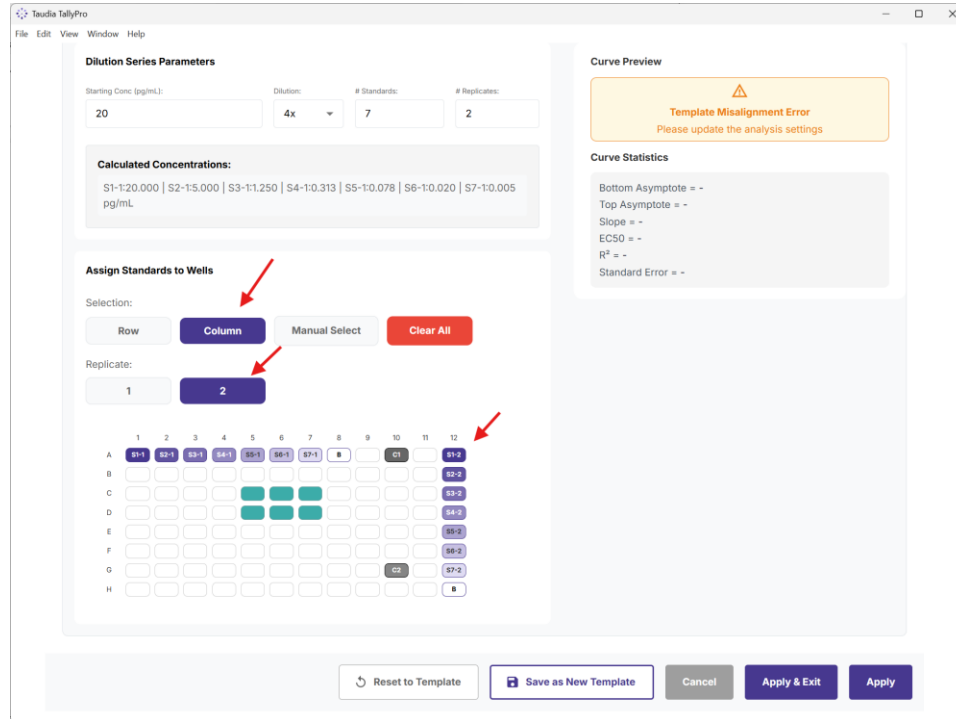 Taudia TallyPro
File Edit View Window Help
Dilution Series Parameters
Starting Conc (pg/mL): Dilution: # Standards: # Replicates:
20 4x 7 2
Calculated Concentrations:
S1-1:20.000 | S2-1:5.000 | S3-1:1.250 | S4-1:0.313 | S5-1:0.078 | S6-1:0.020 | S7-1:0.005
pg/mL
Curve Preview
Template Misalignment Error
Please update the analysis settings
Curve Statistics
Bottom Asymptote = -
Top Asymptote = -
Slope = -
EC50 = -
R² = -
Standard Error = -
Assign Standards to Wells
Selection:
Row Column Manual Select Clear All
Replicate:
1 2
1 2 3 4 5 6 7 8 9 10 11 12
A S1-1 S2-1 S3-1 S4-1 S5-1 S6-1 S7-1 B C1 S1-2
B S2-2
C S3-2
D S4-2
E S5-2
F S6-2
G C2 S7-2
H B
Reset to Template Save as New Template Cancel Apply & Exit Apply